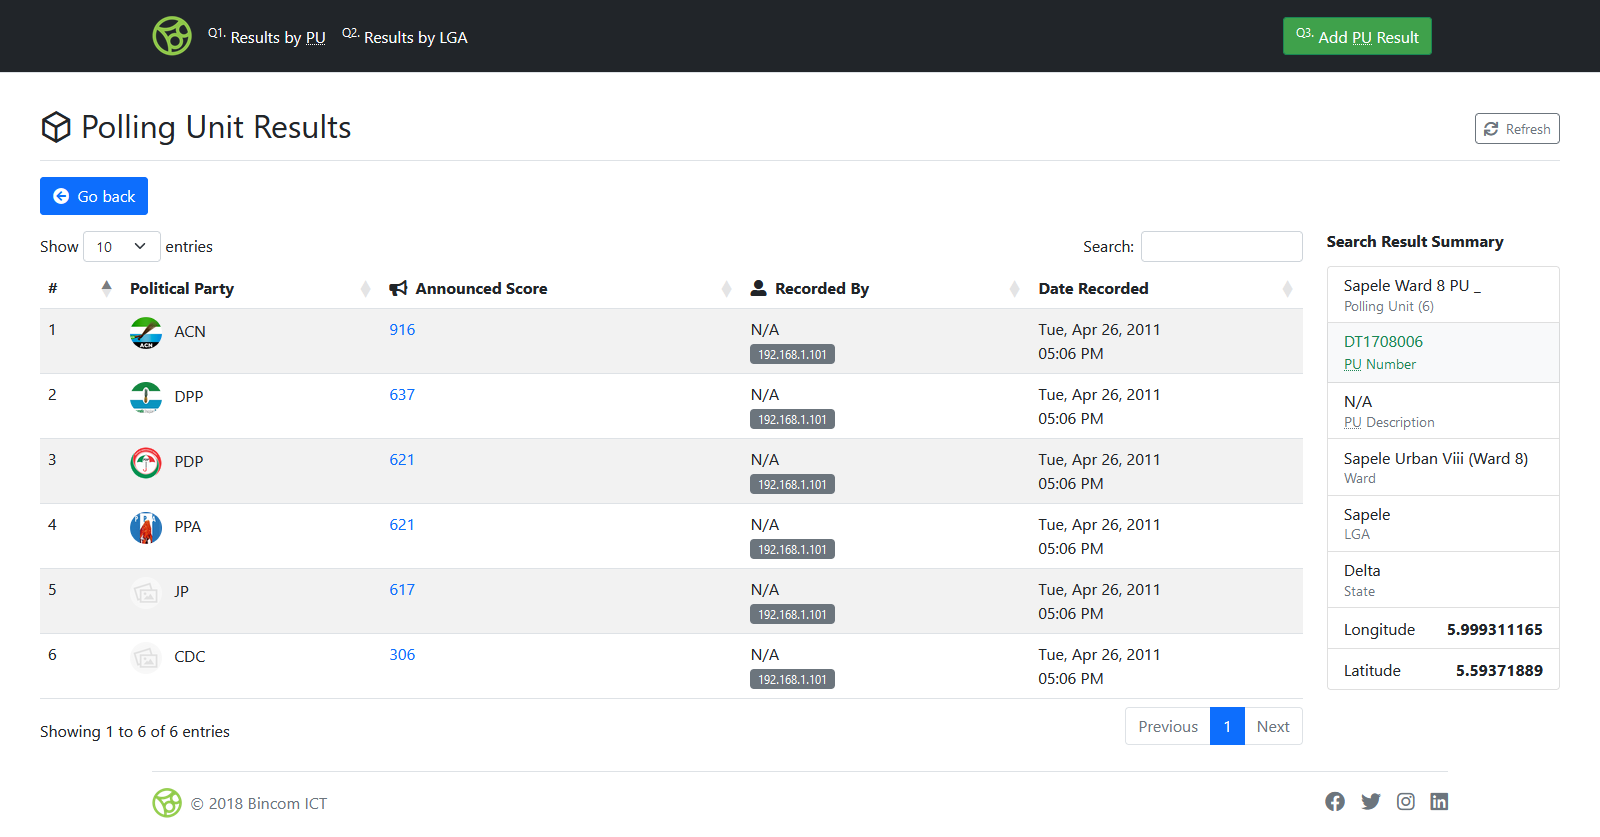 Q1. Results by PU Q2. Results by LGA
Q3. Add PU Result
Polling Unit Results
Refresh
Go back
Show 10 entries
Search:
# Political Party Announced Score Recorded By Date Recorded
1 ACN 916 N/A Tue, Apr 26, 2011
192.168.1.101 05:06 PM
2 DPP 637 N/A Tue, Apr 26, 2011
192.168.1.101 05:06 PM
3 PDP 621 N/A Tue, Apr 26, 2011
192.168.1.101 05:06 PM
4 PPA 621 N/A Tue, Apr 26, 2011
192.168.1.101 05:06 PM
5 JP 617 N/A Tue, Apr 26, 2011
192.168.1.101 05:06 PM
6 CDC 306 N/A Tue, Apr 26, 2011
192.168.1.101 05:06 PM
Showing 1 to 6 of 6 entries
Previous 1 Next
Search Result Summary
Sapele Ward 8 PU _
Polling Unit (6)
DT1708006
PU Number
N/A
PU Description
Sapele Urban Viii (Ward 8)
Ward
Sapele
LGA
Delta
State
Longitude 5.999311165
Latitude 5.59371889
© 2018 Bincom ICT